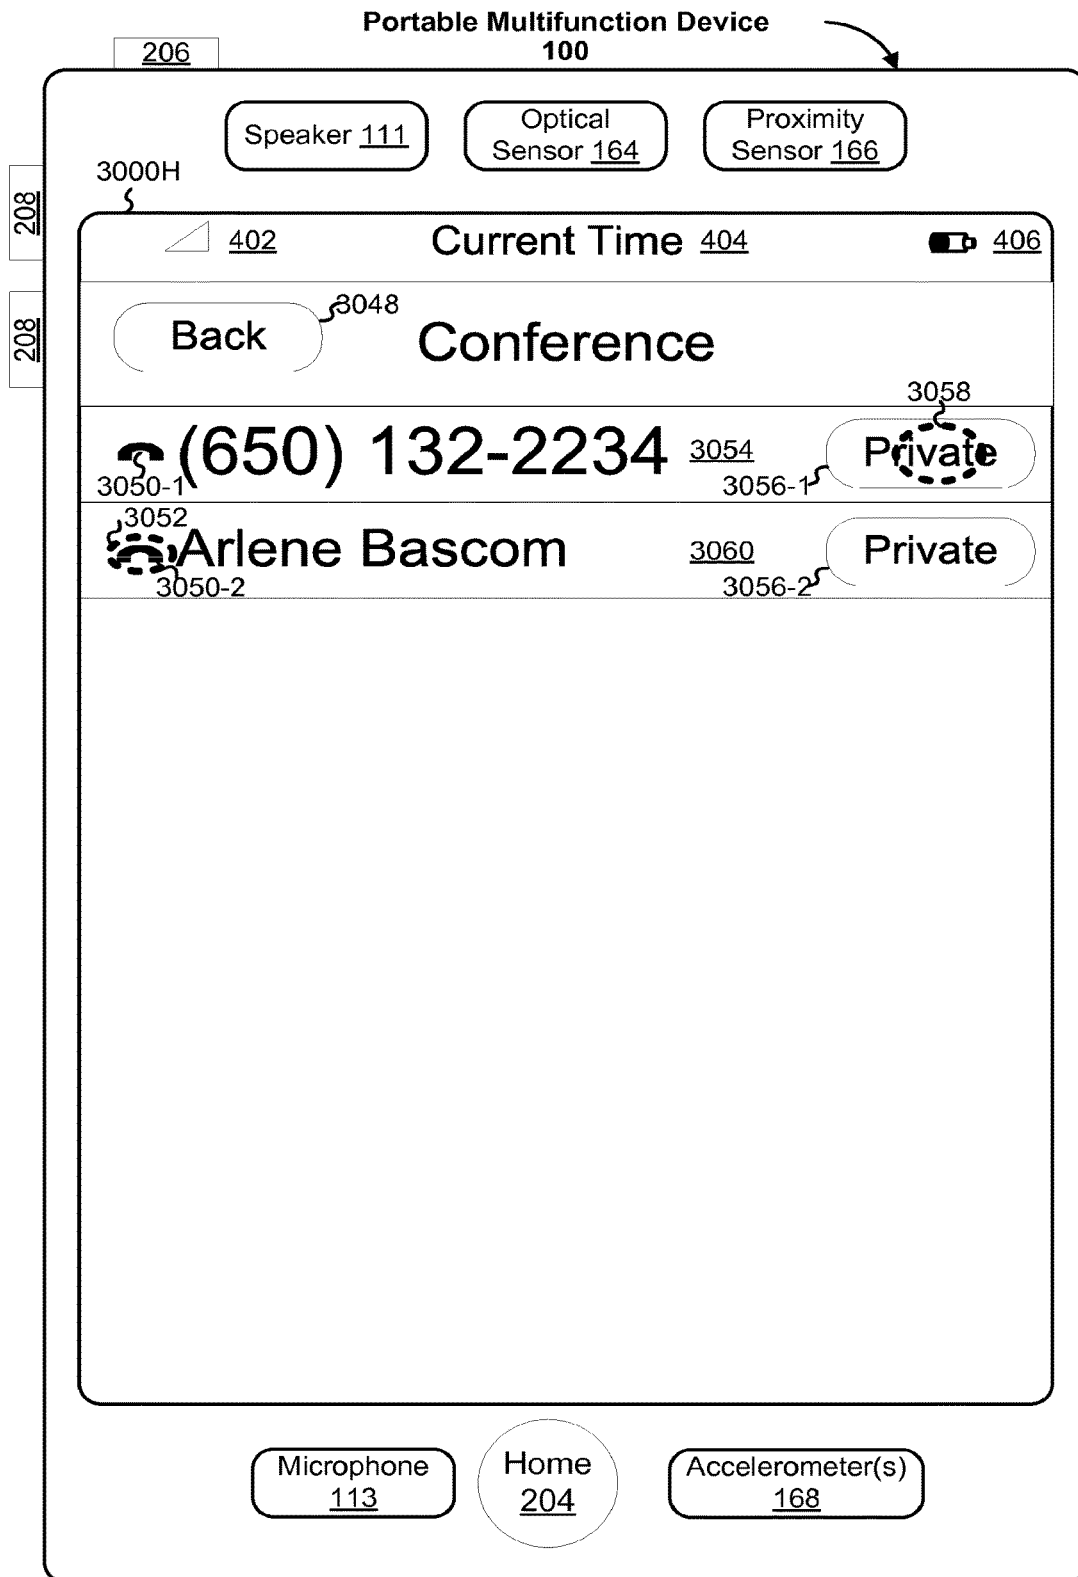 Portable Multifunction Device
100
206
Speaker 111
Optical
Sensor 164
Proximity
Sensor 166
208
3000H
402
Current Time 404
406
208
Back
3048
Conference
3058
(650) 132-2234
3054
Private
3050-1
3056-1
3052
Arlene Bascom
3060
Private
3050-2
3056-2
Microphone
113
Home
204
Accelerometer(s)
168